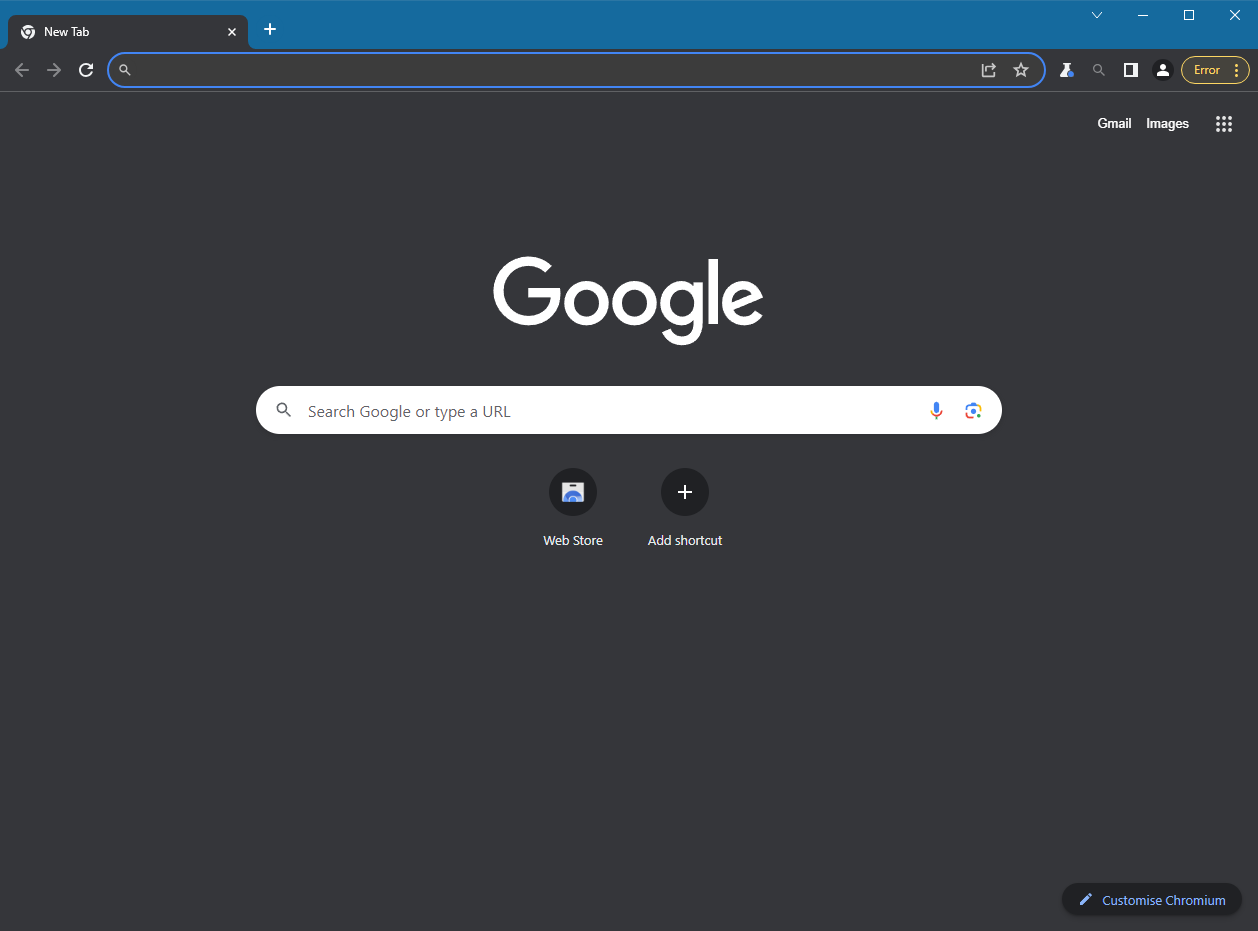 New Tab
Error
Gmail Images
Google
Search Google or type a URL
Web Store
Add shortcut
Customise Chromium